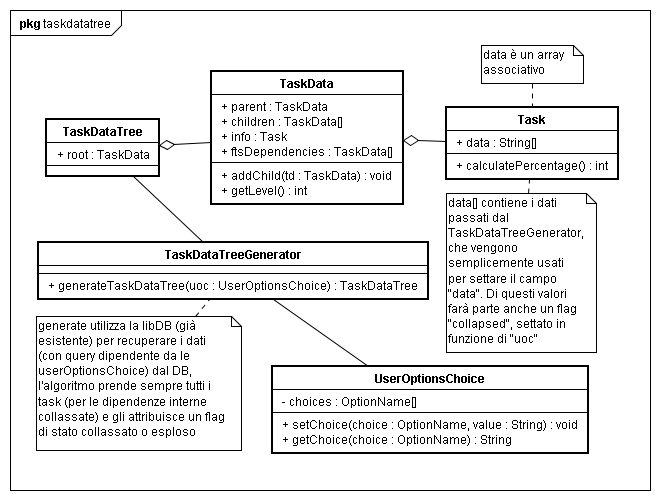 pkg taskdatatree
data è un array
associativo
TaskData
+ parent : TaskData
+ children : TaskData[]
+ info : Task
+ ftsDependencies : TaskData[]
+ addChild(td : TaskData) : void
+ getLevel() : int
Task
+ data : String[]
+ calculatePercentage() : int
TaskDataTree
+ root : TaskData
data[] contiene i dati
passati dal
TaskDataTreeGenerator,
che vengono
semplicemente usati
per settare il campo
"data". Di questi valori
farà parte anche un flag
"collapsed", settato in
funzione di "uoc"
TaskDataTreeGenerator
+ generateTaskDataTree(uoc : UserOptionsChoice) : TaskDataTree
generate utilizza la libDB (già
esistente) per recuperare i dati
(con query dipendente da le
userOptionsChoice) dal DB,
l'algoritmo prende sempre tutti i
task (per le dipendenze interne
collassate) e gli attribuisce un flag
di stato collassato o esploso
UserOptionsChoice
- choices : OptionName[]
+ setChoice(choice : OptionName, value : String) : void
+ getChoice(choice : OptionName) : String